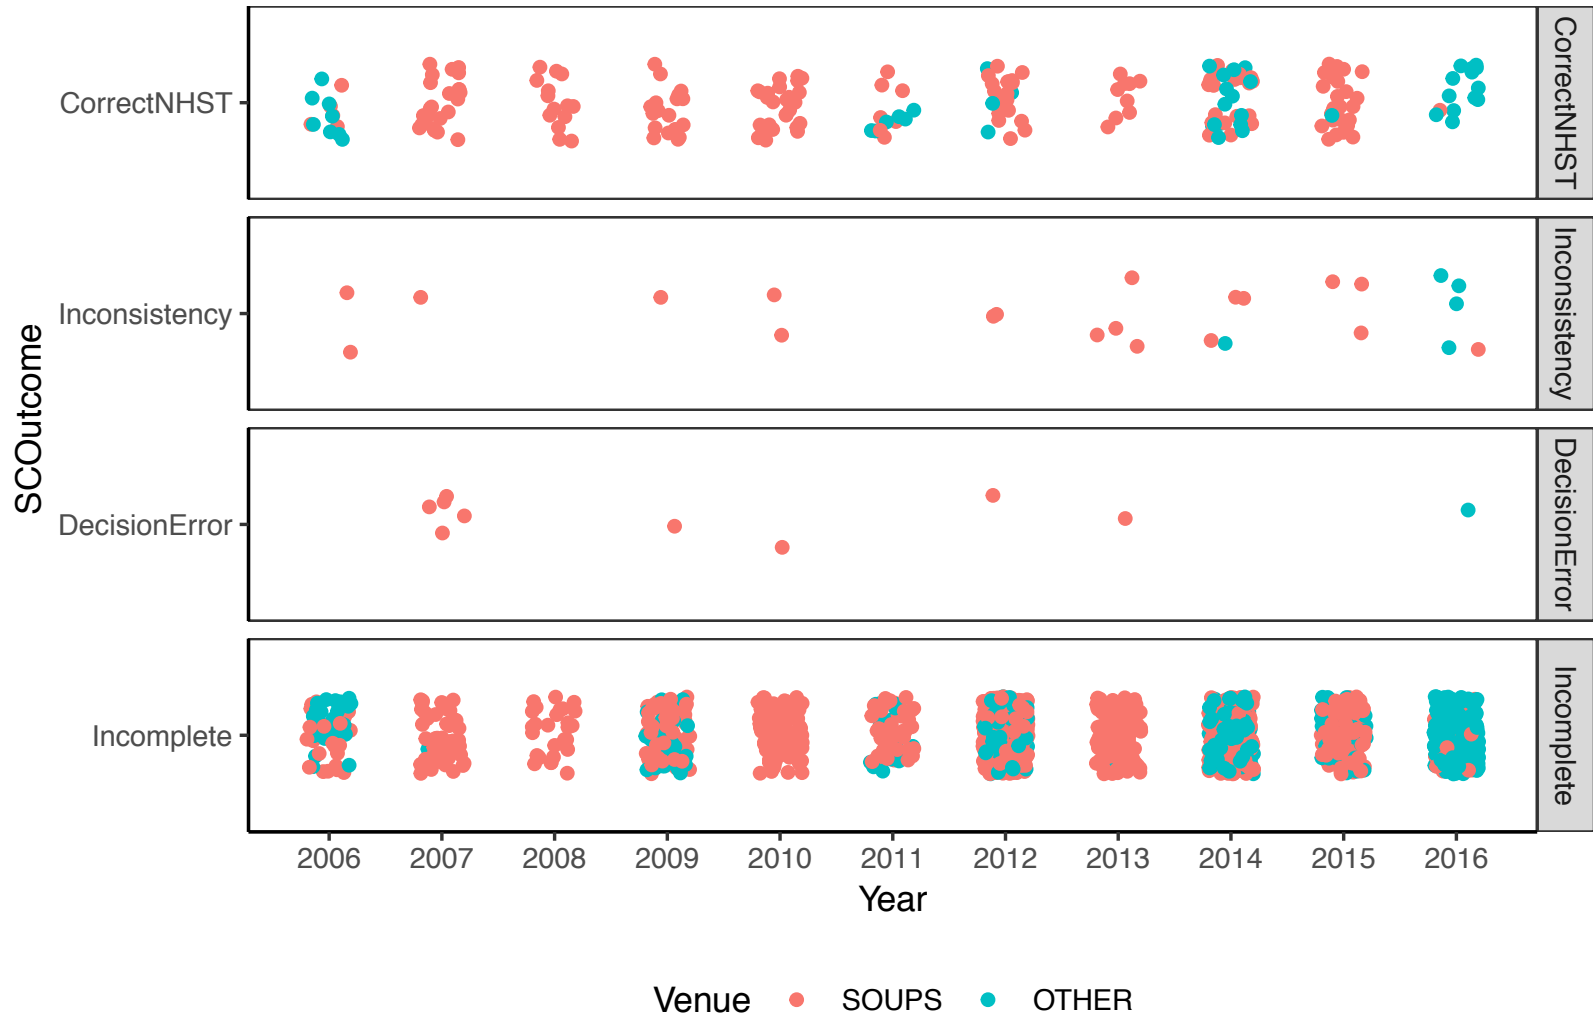 CorrectNHST
CorrectNHST
Inconsistency
Inconsistency
SCOutcome
DecisionError
DecisionError
Incomplete
Incomplete
2006 2007 2008 2009 2010 2011 2012 2013 2014 2015 2016
Year
Venue SOUPS OTHER